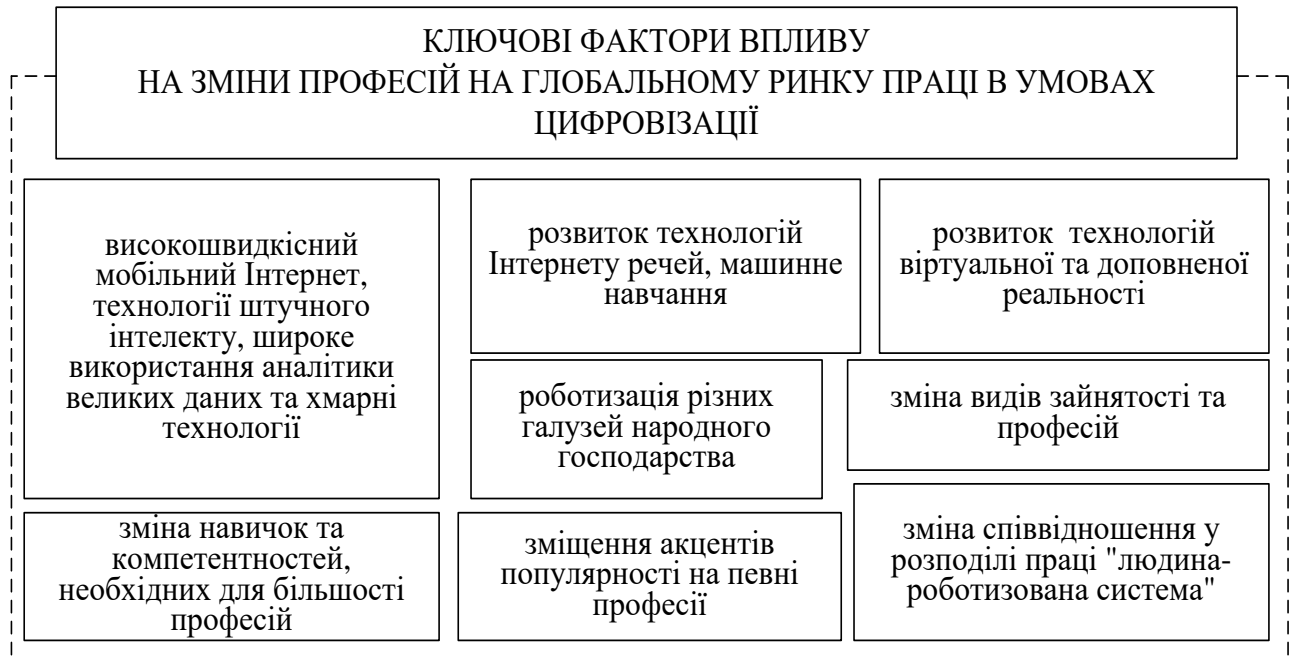 КЛЮЧОВІ ФАКТОРИ ВПЛИВУ
НА ЗМІНИ ПРОФЕСІЙ НА ГЛОБАЛЬНОМУ РИНКУ ПРАЦІ В УМОВАХ
ЦИФРОВІЗАЦІЇ
високошвидкісний
мобільний Інтернет,
технології штучного
інтелекту, широке
використання аналітики
великих даних та хмарні
технології
розвиток технологій
Інтернету речей, машинне
навчання
розвиток технологій
віртуальної та доповненої
реальності
роботизація різних
галузей народного
господарства
зміна видів зайнятості та
професій
зміна навичок та
компетентностей,
необхідних для більшості
професій
зміщення акцентів
популярності на певні
професії
зміна співвідношення у
розподілі праці "людина-
роботизована система"